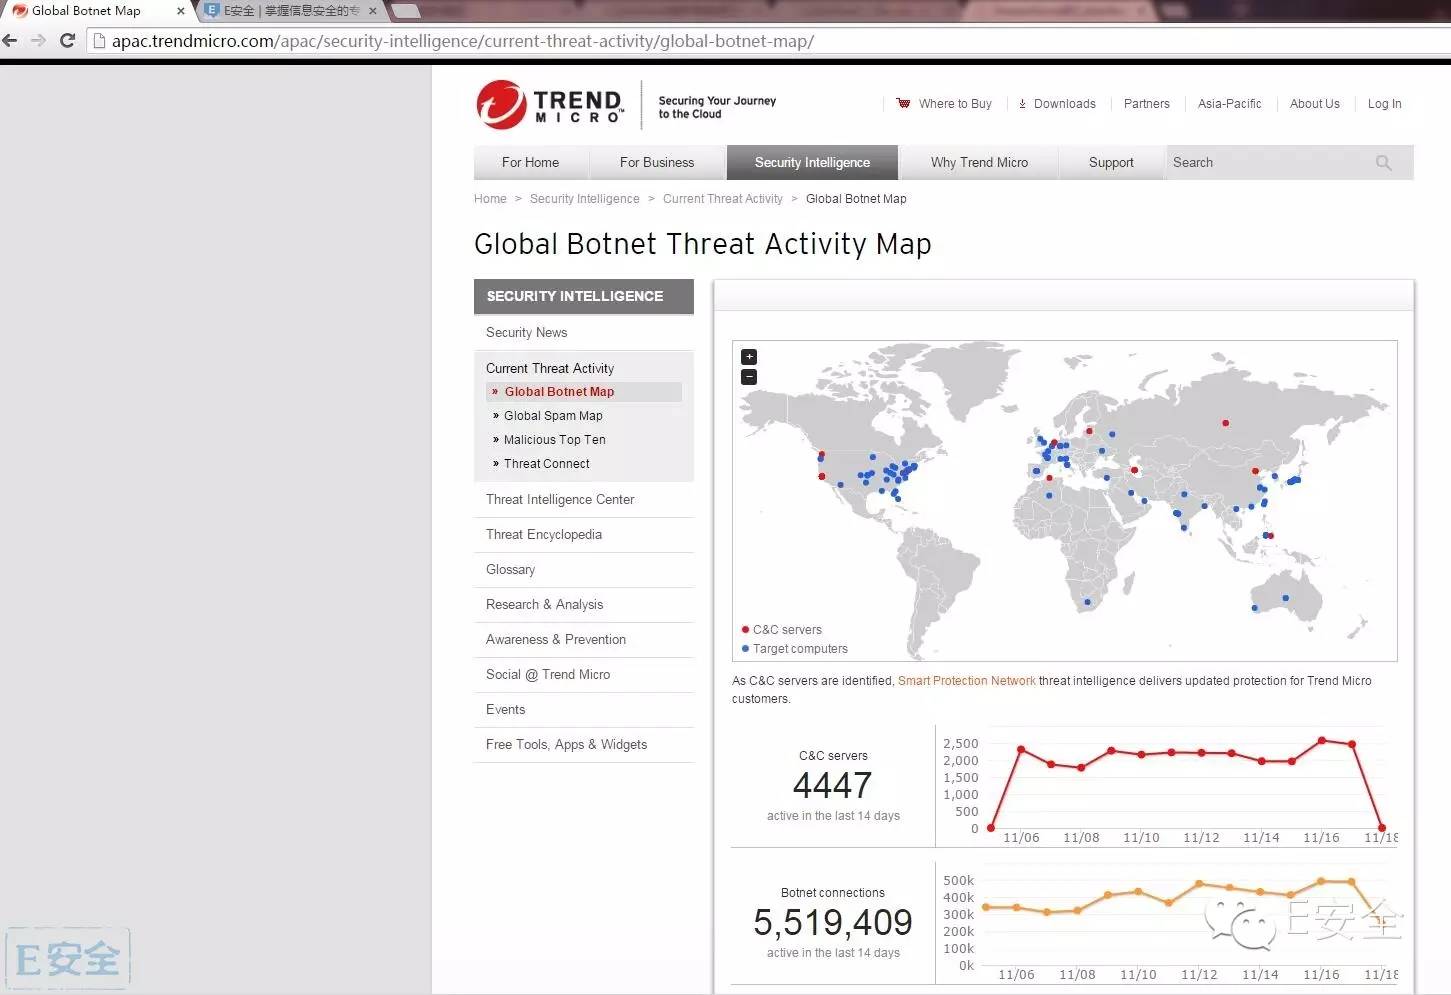 Global Botnet Map
E安全 | 掌握信息安全的专
apac.trendmicro.com/apac/security-intelligence/current-threat-activity/global-botnet-map/
TREND MICRO™
Securing Your Journey
to the Cloud
Where to Buy
Downloads
Partners
Asia-Pacific
About Us
Log In
For Home
For Business
Security Intelligence
Why Trend Micro
Support
Search
Home > Security Intelligence > Current Threat Activity > Global Botnet Map
Global Botnet Threat Activity Map
SECURITY INTELLIGENCE
Security News
Current Threat Activity
» Global Botnet Map
» Global Spam Map
» Malicious Top Ten
» Threat Connect
Threat Intelligence Center
Threat Encyclopedia
Glossary
Research & Analysis
Awareness & Prevention
Social @ Trend Micro
Events
Free Tools, Apps & Widgets
+
−
C&C servers
Target computers
As C&C servers are identified, Smart Protection Network threat intelligence delivers updated protection for Trend Micro
customers.
C&C servers
4447
active in the last 14 days
2,500
2,000
1,500
1,000
500
0
11/06 11/08 11/10 11/12 11/14 11/16 11/18
Botnet connections
5,519,409
active in the last 14 days
500k
400k
300k
200k
100k
0k
11/06 11/08 11/10 11/12 11/14 11/16 11/18
E安全
E安全